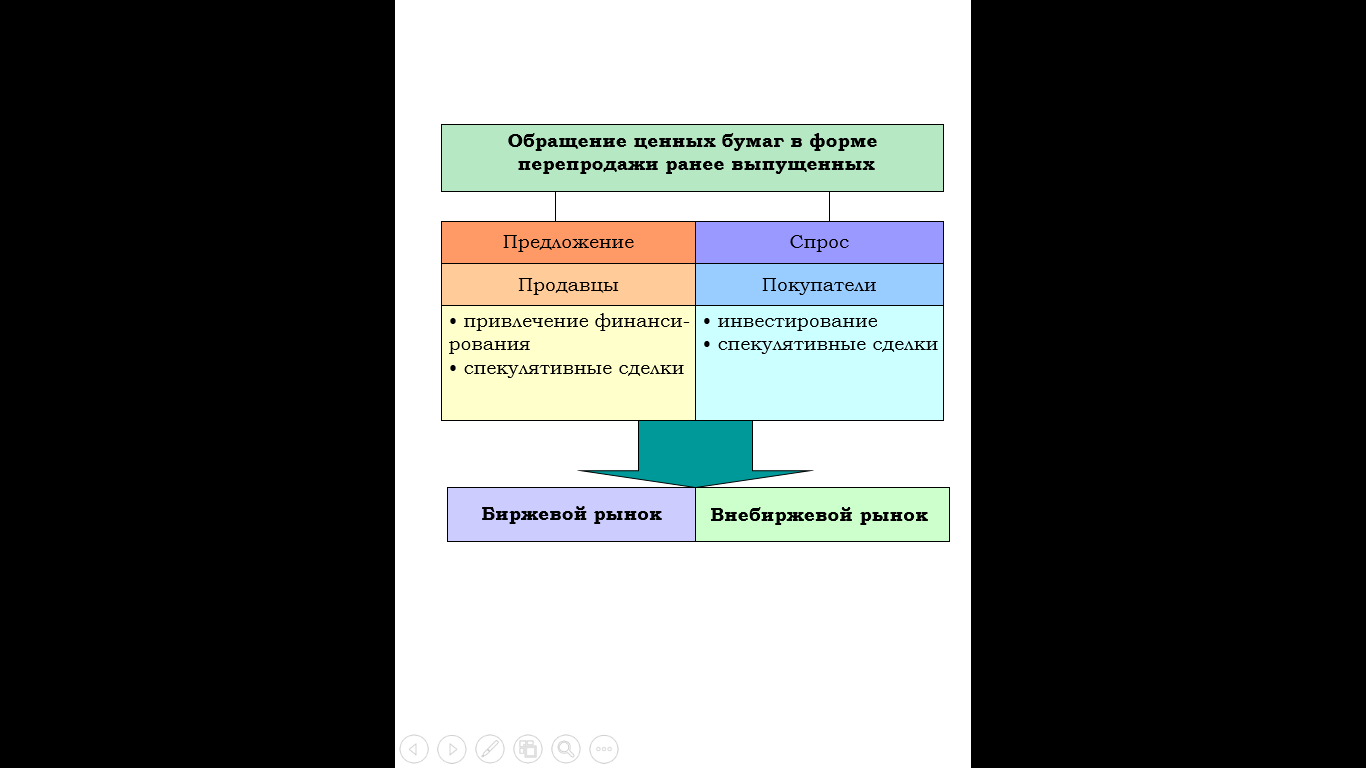 Обращение ценных бумаг в форме
перепродажи ранее выпущенных
Предложение
Спрос
Продавцы
Покупатели
• привлечение финанси-
рования
• спекулятивные сделки
• инвестирование
• спекулятивные сделки
Биржевой рынок
Внебиржевой рынок